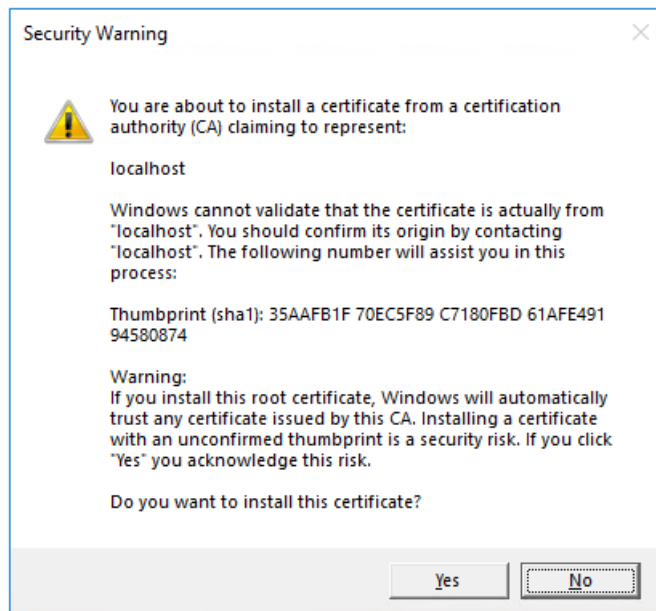 Security Warning
You are about to install a certificate from a certification
authority (CA) claiming to represent:
localhost
Windows cannot validate that the certificate is actually from
"localhost". You should confirm its origin by contacting
"localhost". The following number will assist you in this
process:
Thumbprint (sha1): 35AAFB1F 70EC5F89 C7180FBD 61AFE491
94580874
Warning:
If you install this root certificate, Windows will automatically
trust any certificate issued by this CA. Installing a certificate
with an unconfirmed thumbprint is a security risk. If you click
"Yes" you acknowledge this risk.
Do you want to install this certificate?
Yes No